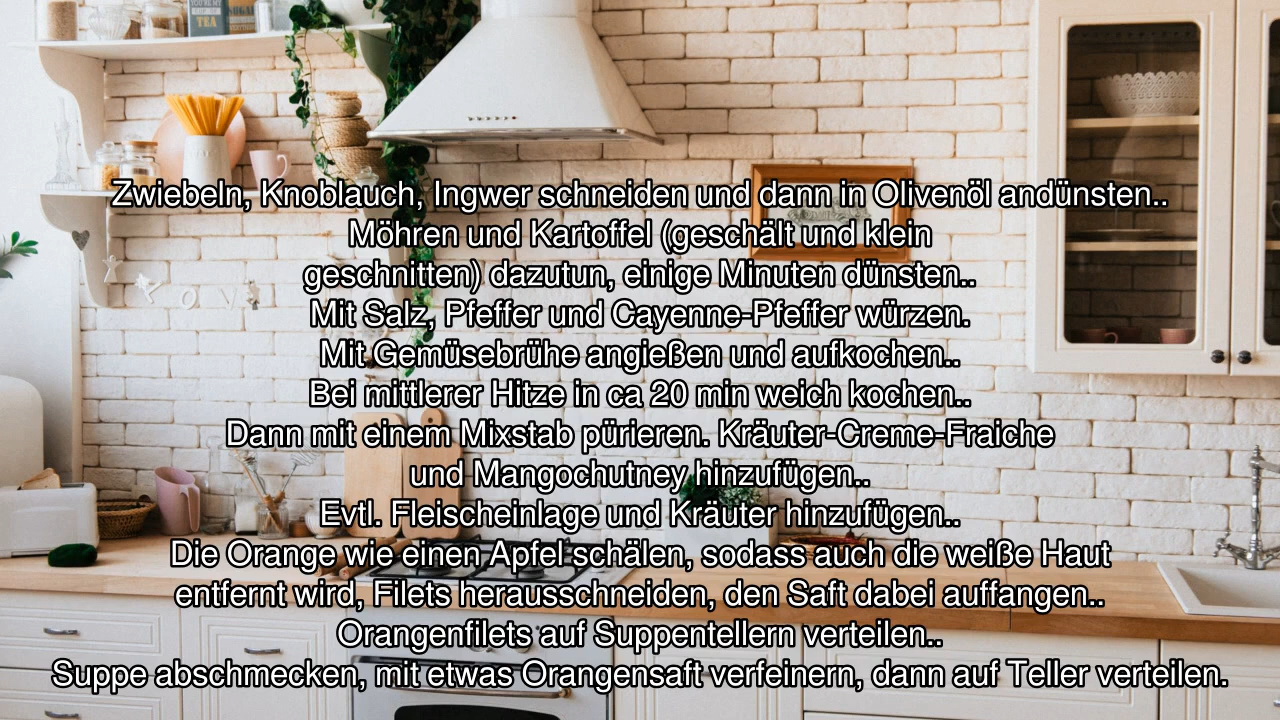 TEA
Zwiebeln, Knoblauch, Ingwer schneiden und dann in Olivenöl andünsten..
Möhren und Kartoffel (geschält und klein
geschnitten) dazutun, einige Minuten dünsten..
Mit Salz, Pfeffer und Cayenne-Pfeffer würzen.
Mit Gemüsebrühe angießen und aufkochen..
Bei mittlerer Hitze in ca 20 min weich kochen..
Dann mit einem Mixstab pürieren. Kräuter-Creme-Fraiche
und Mangochutney hinzufügen..
Evtl. Fleischeinlage und Kräuter hinzufügen..
Die Orange wie einen Apfel schälen, sodass auch die weiße Haut
entfernt wird, Filets herausschneiden, den Saft dabei auffangen..
Orangenfilets auf Suppentellern verteilen..
Suppe abschmecken, mit etwas Orangensaft verfeinern, dann auf Teller verteilen.